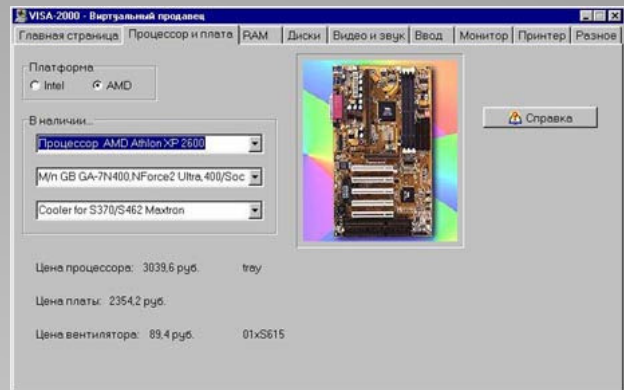 VISA-2000 - Виртуальный продавец
Главная страница Процессор и плата RAM Диски Видео и звук Ввод Монитор Принтер Разное
Платформа
Intel AMD
В наличии...
Процессор AMD Athlon XP 2600
М/п GB GA-7N400,NForce2 Ultra,400/Soc
Cooler for S370/S462 Maxtron
Справка
Цена процессора: 3039,6 руб. tray
Цена платы: 2354,2 руб.
Цена вентилятора: 89,4 руб. 01xS615